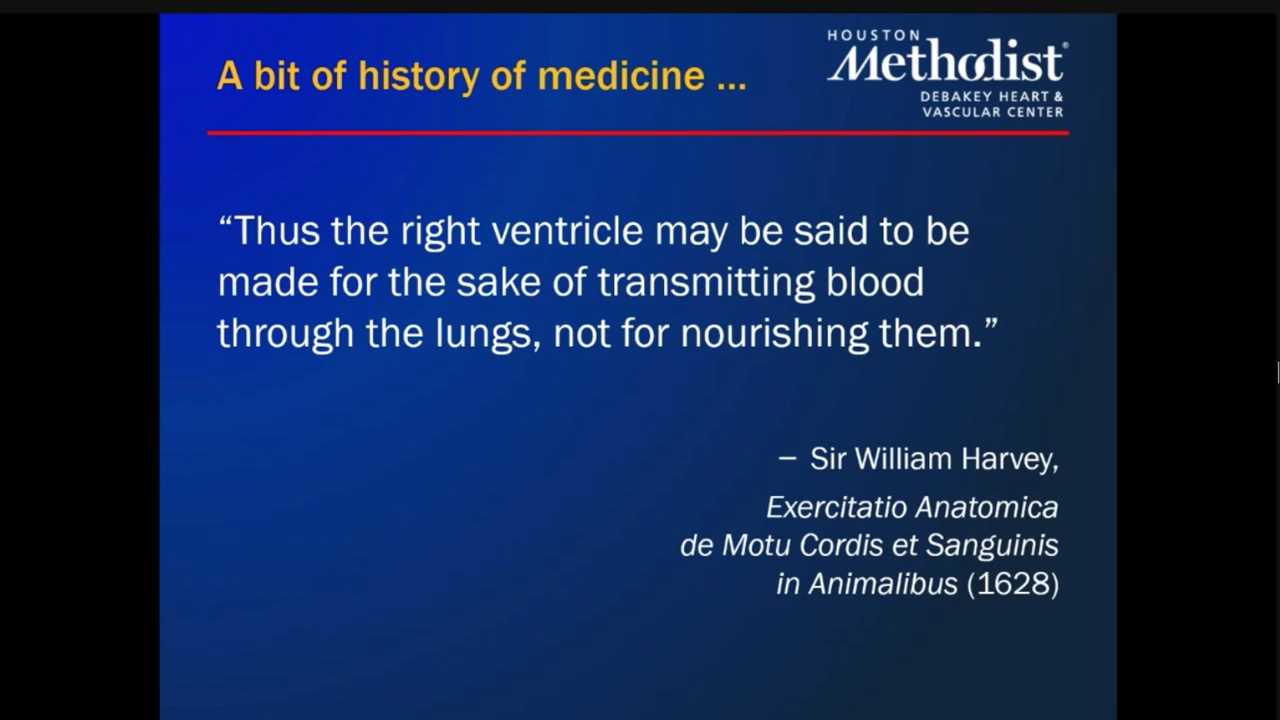 A bit of history of medicine ...
HOUSTON
Methodist®
DEBAKEY HEART &
VASCULAR CENTER
“Thus the right ventricle may be said to be
made for the sake of transmitting blood
through the lungs, not for nourishing them.”
– Sir William Harvey,
Exercitatio Anatomica
de Motu Cordis et Sanguinis
in Animalibus (1628)